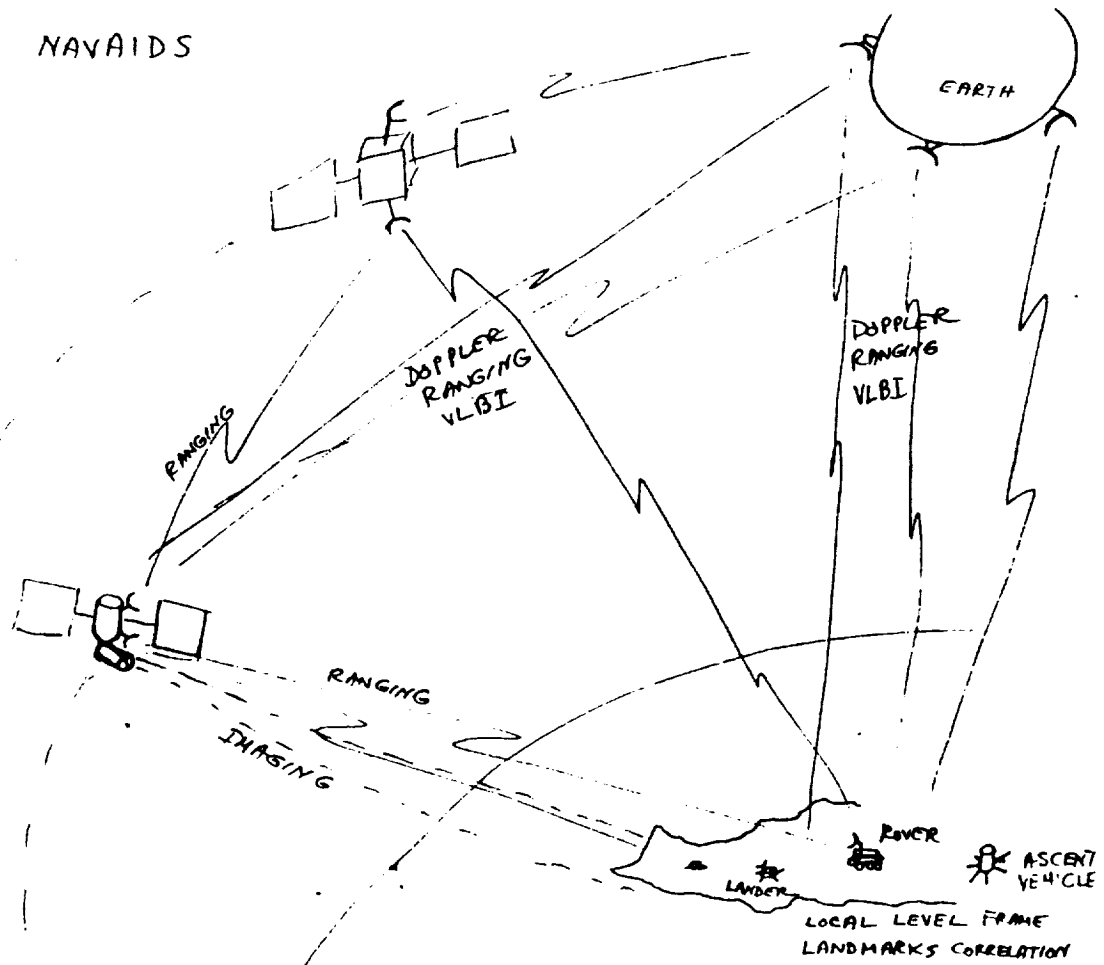 NAVAIDS
EARTH
DOPPLER
RANGING
VLBI
DOPPLER
RANGING
VLBI
RANGING
RANGING
IMAGING
ROVER
LANDER
ASCENT
VEHICLE
LOCAL LEVEL FRAME
LANDMARKS CORRELATION